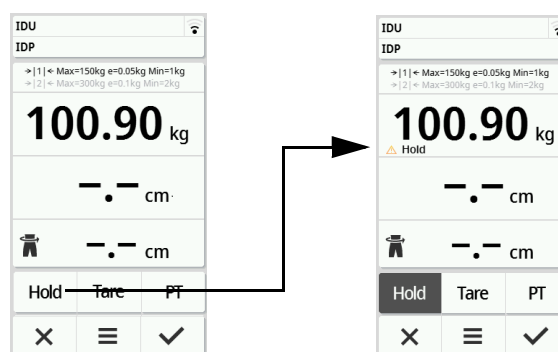 IDU
IDP
→|1|← Max=150kg e=0.05kg Min=1kg
→|2|← Max=300kg e=0.1kg Min=2kg
100.90 kg
–.– cm
–.– cm
Hold Tare PT
IDU
IDP
→|1|← Max=150kg e=0.05kg Min=1kg
→|2|← Max=300kg e=0.1kg Min=2kg
100.90 kg
Hold
–.– cm
–.– cm
Hold Tare PT